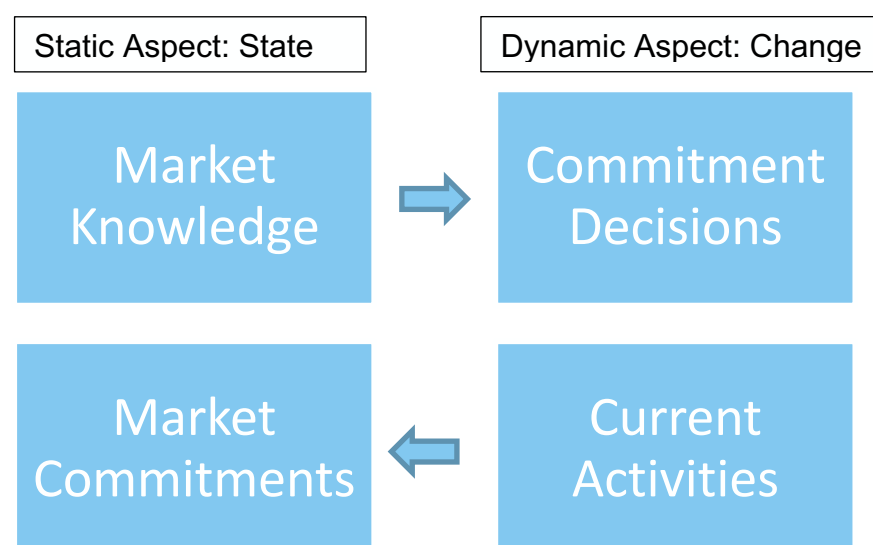 Static Aspect: State
Dynamic Aspect: Change
Market
Knowledge
Commitment
Decisions
Market
Commitments
Current
Activities